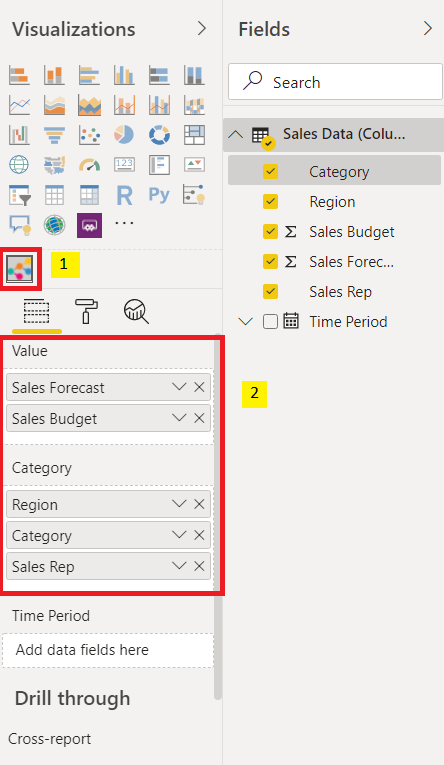 Visualizations
Fields
Search
Sales Data (Colu...
Category
Region
Sales Budget
Sales Forec...
Sales Rep
Time Period
123
R
Py
...
1
Value
Sales Forecast
Sales Budget
2
Category
Region
Category
Sales Rep
Time Period
Add data fields here
Drill through
Cross-report